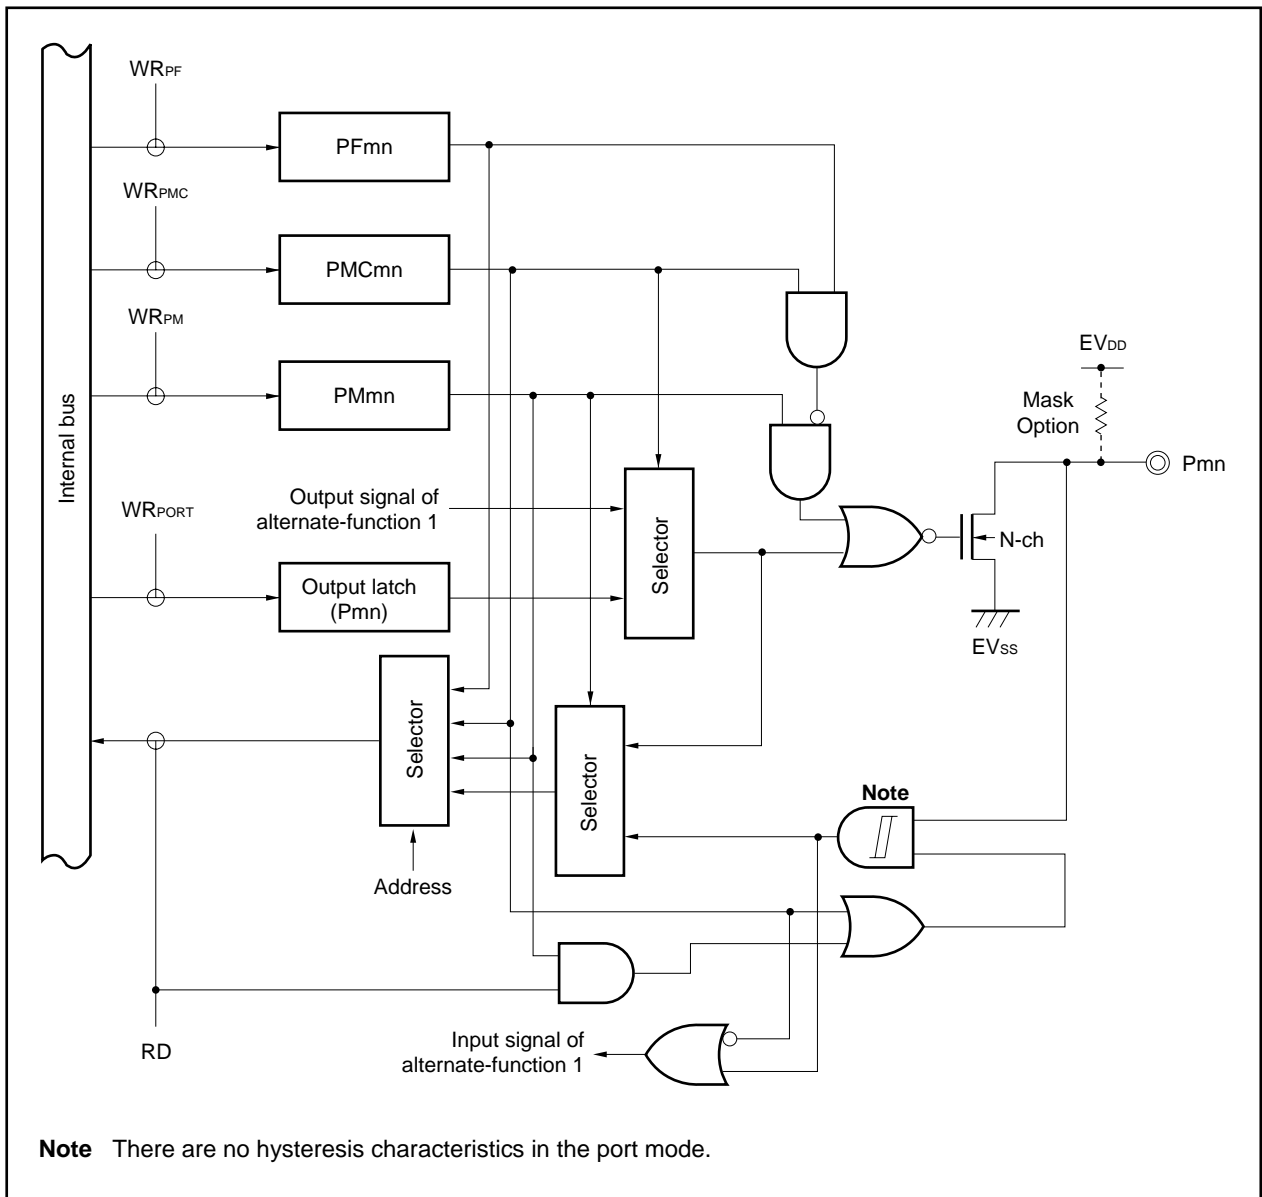 WRPF
PFmn
WRPMC
PMCmn
WRPM
PMmn
EVDD
Mask
Option
Pmn
Internal bus
Output signal of
alternate-function 1
WRPORT
Output latch
(Pmn)
Selector
N-ch
EVSS
Selector
Selector
Note
Address
RD
Input signal of
alternate-function 1
Note There are no hysteresis characteristics in the port mode.